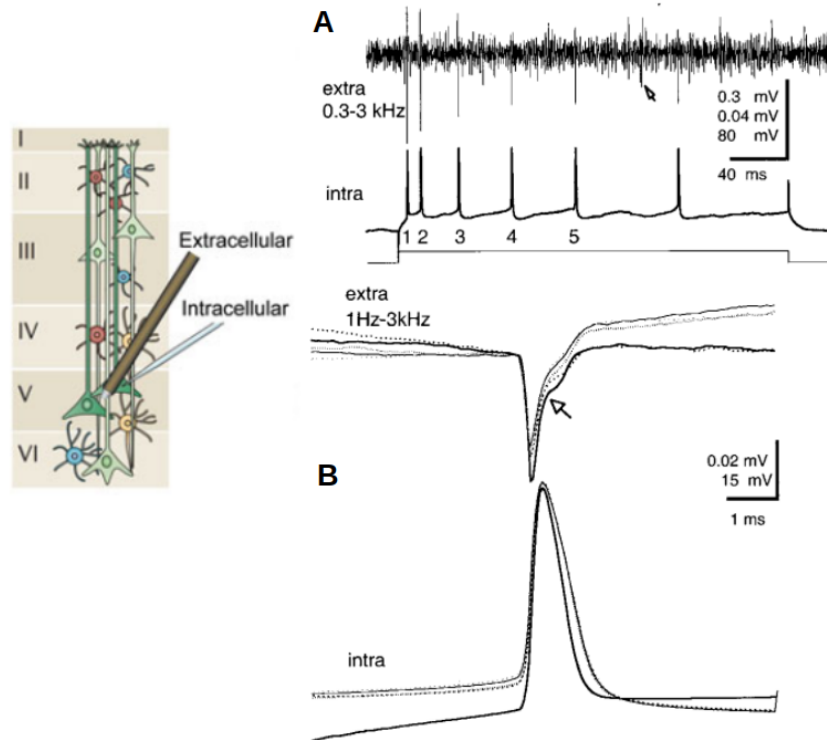 I
II
III
IV
V
VI
Extracellular
Intracellular
A
extra
0.3-3 kHz
0.3 mV
0.04 mV
80 mV
40 ms
intra
1 2 3 4 5
extra
1Hz-3kHz
B
0.02 mV
15 mV
1 ms
intra